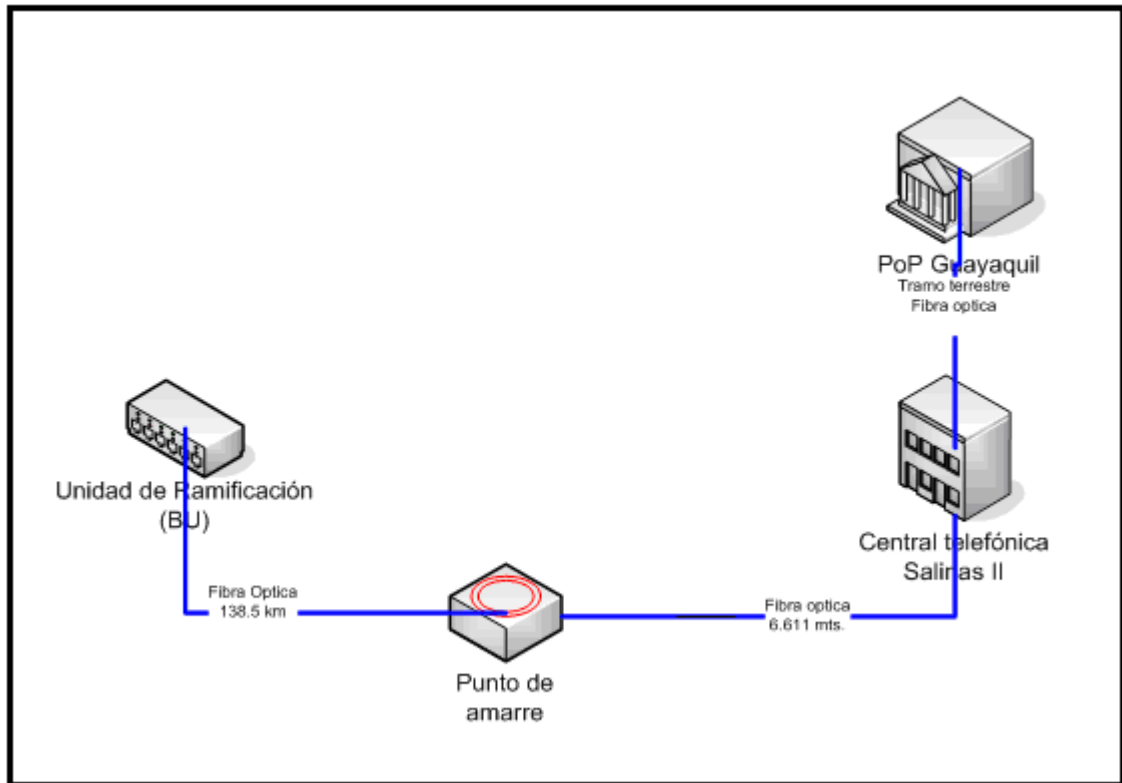 PoP Guayaquil
Tramo terrestre
Fibra optica
Unidad de Ramificación
(BU)
Central telefónica
Salinas II
Fibra Optica
138.5 km
Fibra optica
6.611 mts.
Punto de
amarre